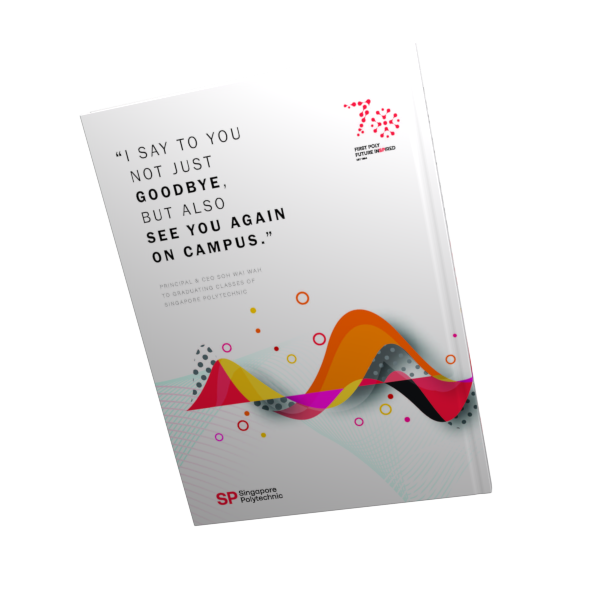 “I SAY TO YOU
NOT JUST
GOODBYE,
BUT ALSO
SEE YOU AGAIN
ON CAMPUS.”
PRINCIPAL & CEO SOH WAI WAH
TO GRADUATING CLASSES OF
SINGAPORE POLYTECHNIC
70
FIRST POLY
FUTURE INSPIRED
SP Singapore
Polytechnic